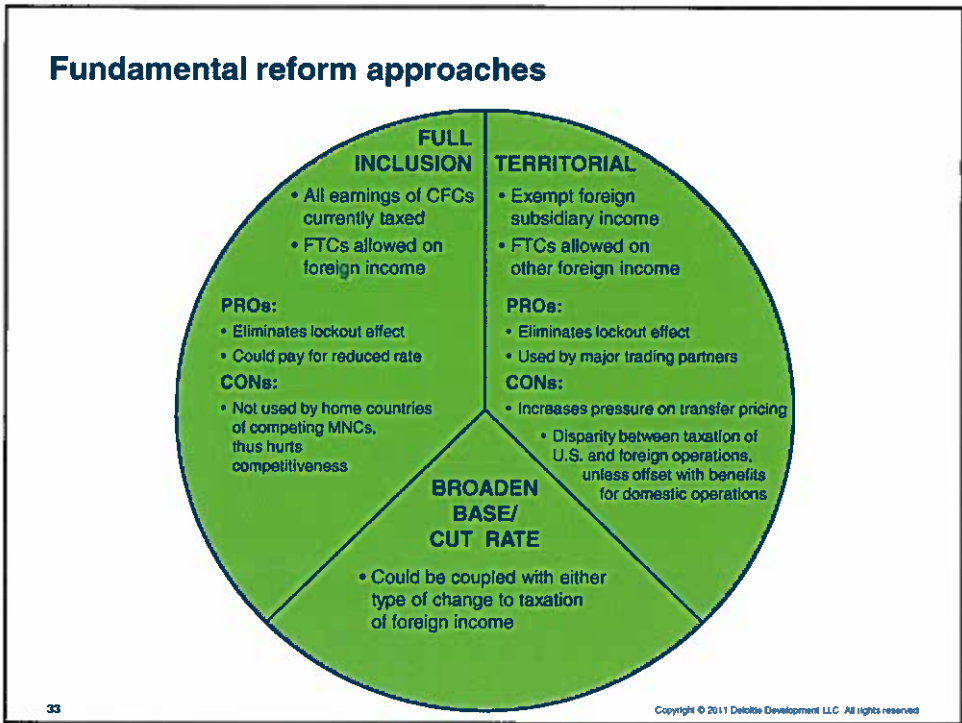 Fundamental reform approaches
FULL
INCLUSION
• All earnings of CFCs
currently taxed
• FTCs allowed on
foreign income
PROs:
• Eliminates lockout effect
• Could pay for reduced rate
CONs:
• Not used by home countries
of competing MNCs,
thus hurts
competitiveness
TERRITORIAL
• Exempt foreign
subsidiary income
• FTCs allowed on
other foreign income
PROs:
• Eliminates lockout effect
• Used by major trading partners
CONs:
• Increases pressure on transfer pricing
• Disparity between taxation of
U.S. and foreign operations,
unless offset with benefits
for domestic operations
BROADEN
BASE/
CUT RATE
• Could be coupled with either
type of change to taxation
of foreign income
33
Copyright © 2011 Deloitte Development LLC All rights reserved